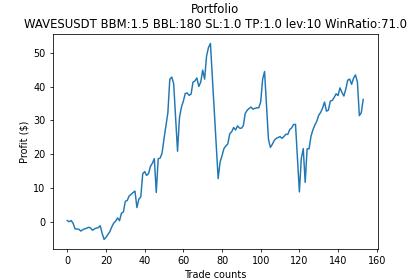 Portfolio
WAVESUSDT BBM:1.5 BBL:180 SL:1.0 TP:1.0 lev:10 WinRatio:71.0
50
40
30
20
10
0
Profit ($)
0 20 40 60 80 100 120 140 160
Trade counts